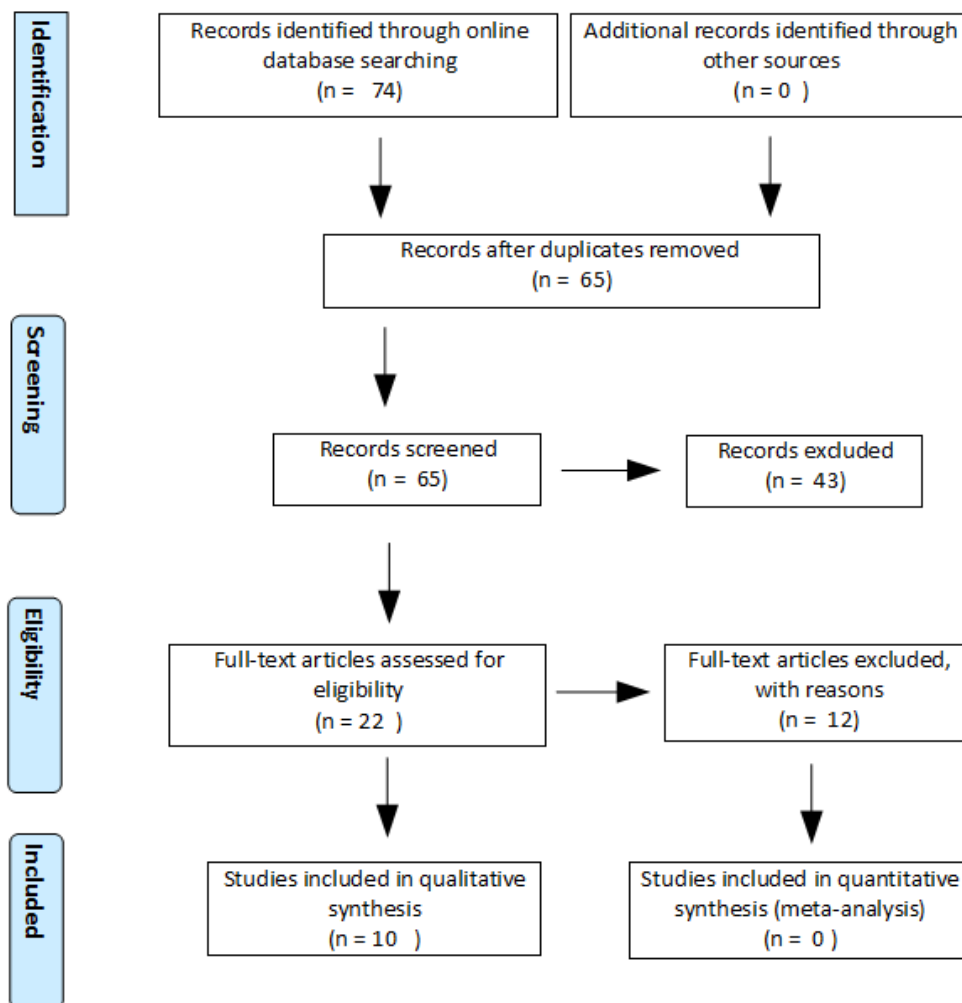 Identification
Records identified through online
database searching
(n = 74)
Additional records identified through
other sources
(n = 0 )
Records after duplicates removed
(n = 65)
Screening
Records screened
(n = 65)
Records excluded
(n = 43)
Eligibility
Full-text articles assessed for
eligibility
(n = 22 )
Full-text articles excluded,
with reasons
(n = 12)
Included
Studies included in qualitative
synthesis
(n = 10 )
Studies included in quantitative
synthesis (meta-analysis)
(n = 0 )